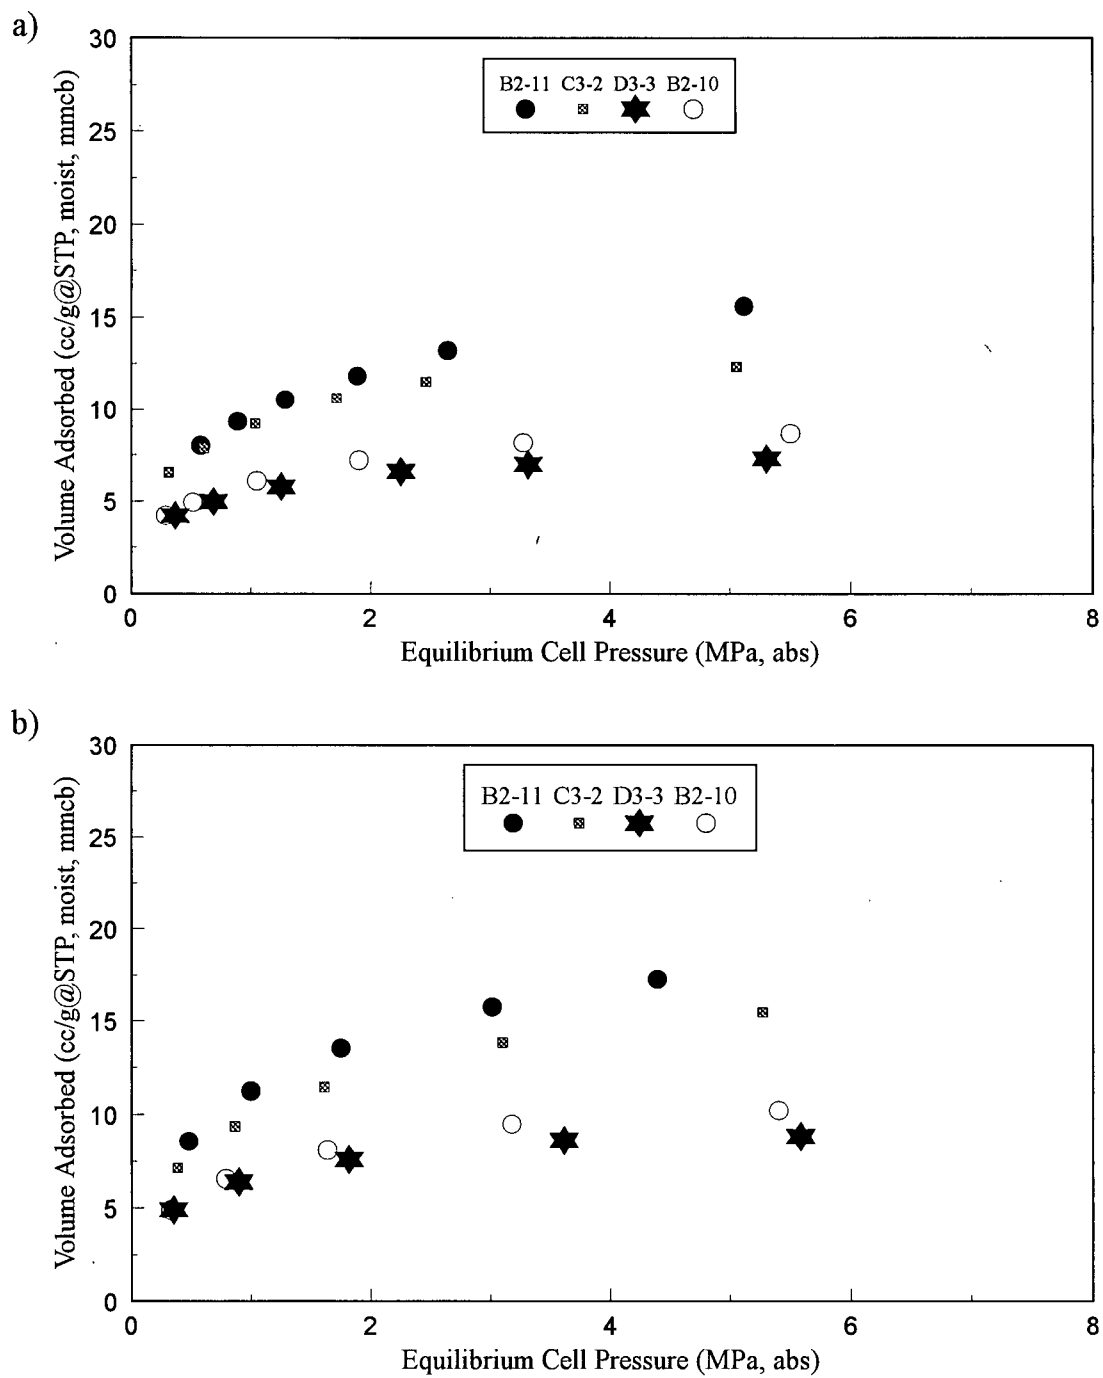 a)
30
B2-11 C3-2 D3-3 B2-10
25
20
15
10
5
0
0 2 4 6 8
Volume Adsorbed (cc/g@STP, moist, mmcb)
Equilibrium Cell Pressure (MPa, abs)
b)
30
B2-11 C3-2 D3-3 B2-10
25
20
15
10
5
0
0 2 4 6 8
Volume Adsorbed (cc/g@STP, moist, mmcb)
Equilibrium Cell Pressure (MPa, abs)